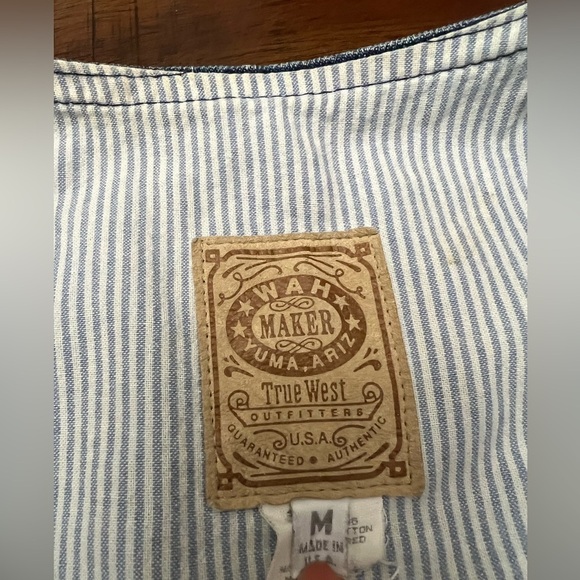 WAH
MAKER
YUMA, ARIZ
True West
OUTFITTERS
U.S.A.
GUARANTEED • AUTHENTIC
M
MADE IN
U.S.A.